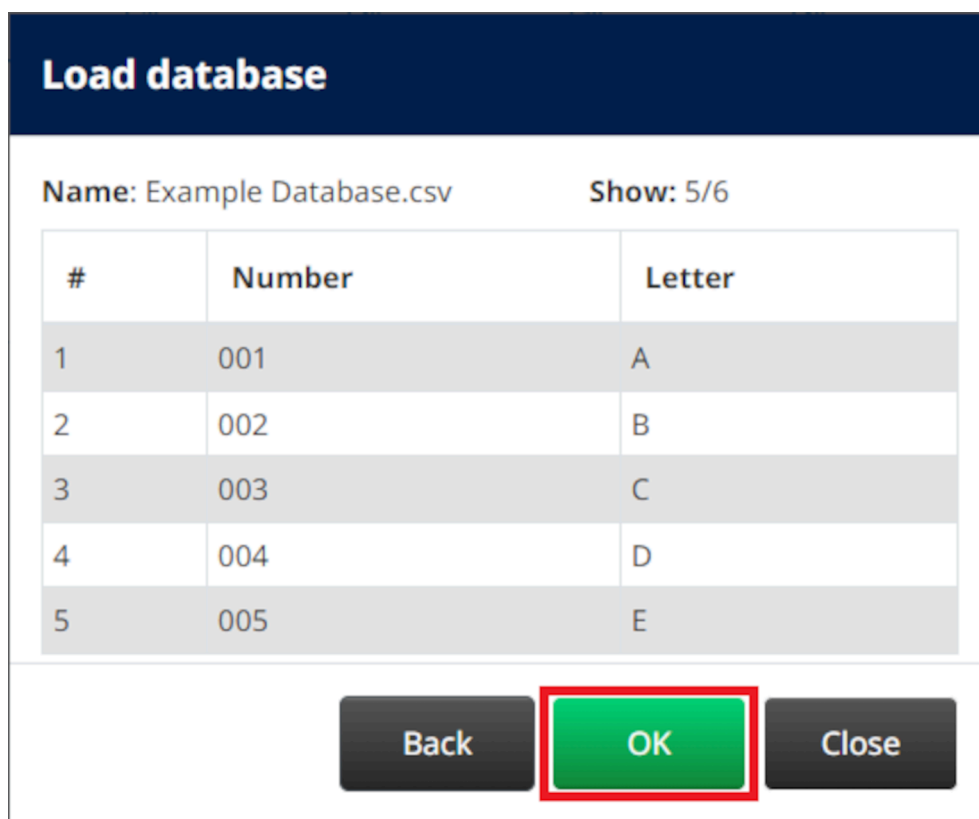 Load database
Name: Example Database.csv Show: 5/6
# Number Letter
1 001 A
2 002 B
3 003 C
4 004 D
5 005 E
Back OK Close